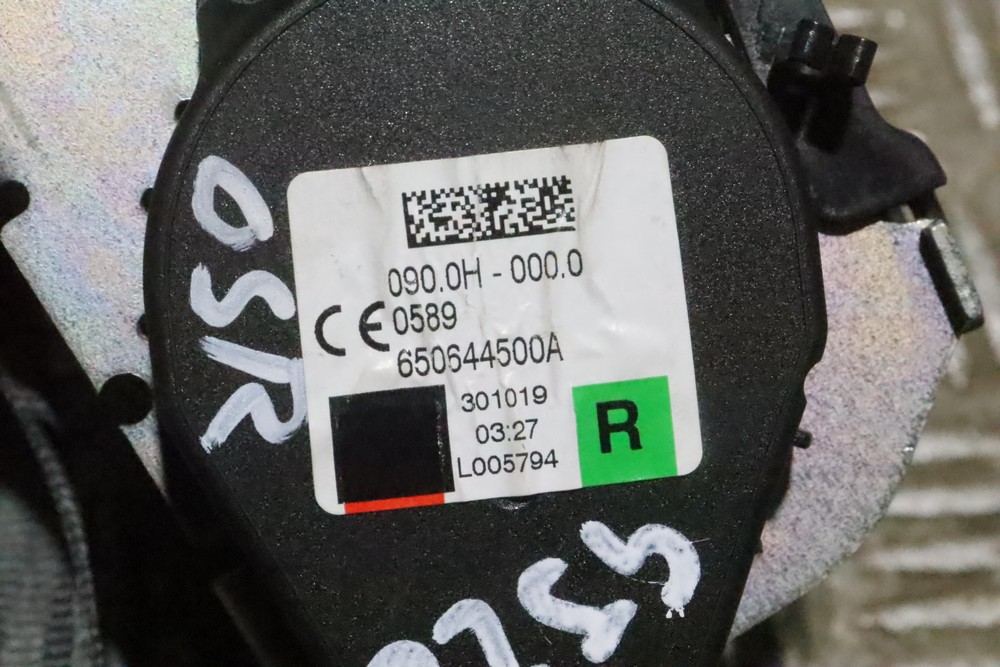 OSR
090.0H - 000.0
CE 0589
650644500A
301019
03:27
L005794
R